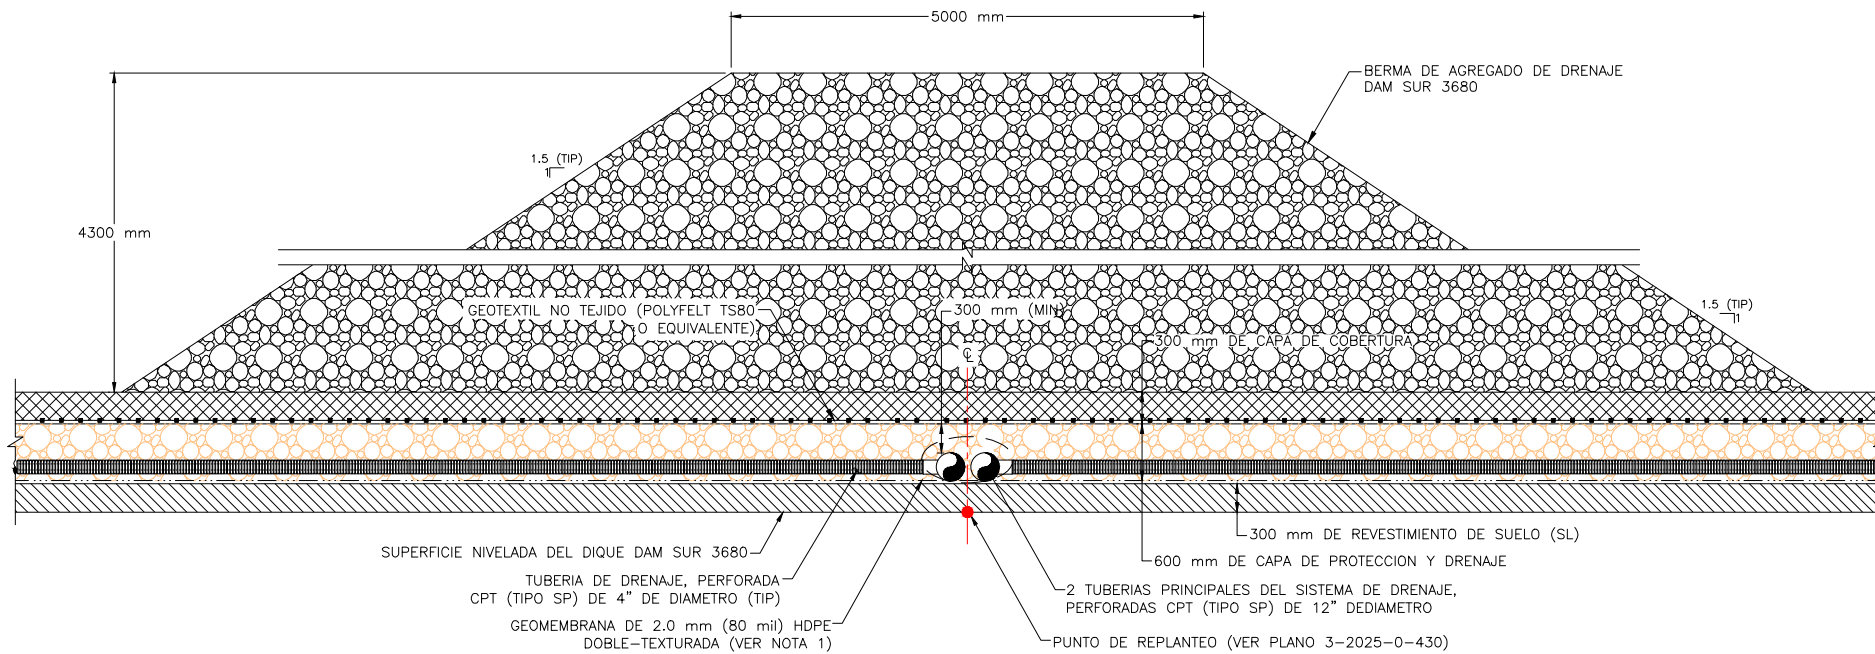 5000 mm
BERMA DE AGREGADO DE DRENAJE
DAM SUR 3680
1.5 (TIP)
1
4300 mm
GEOTEXTIL NO TEJIDO (POLYFELT TS80
O EQUIVALENTE)
300 mm (MIN)
1.5 (TIP)
1
300 mm DE CAPA DE COBERTURA
CL
300 mm DE REVESTIMIENTO DE SUELO (SL)
SUPERFICIE NIVELADA DEL DIQUE DAM SUR 3680
600 mm DE CAPA DE PROTECCION Y DRENAJE
TUBERIA DE DRENAJE, PERFORADA
CPT (TIPO SP) DE 4” DE DIAMETRO (TIP)
2 TUBERIAS PRINCIPALES DEL SISTEMA DE DRENAJE,
PERFORADAS CPT (TIPO SP) DE 12” DEDIAMETRO
GEOMEMBRANA DE 2.0 mm (80 mil) HDPE
DOBLE-TEXTURADA (VER NOTA 1)
PUNTO DE REPLANTEO (VER PLANO 3-2025-0-430)